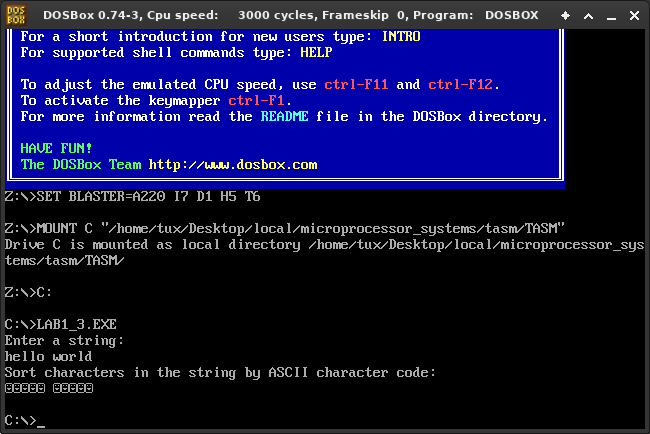 DOSBox 0.74-3, Cpu speed: 3000 cycles, Frameskip 0, Program: DOSBOX
DOS
BOX
For a short introduction for new users type: INTRO
For supported shell commands type: HELP
To adjust the emulated CPU speed, use ctrl-F11 and ctrl-F12.
To activate the keymapper ctrl-F1.
For more information read the README file in the DOSBox directory.
HAVE FUN!
The DOSBox Team http://www.dosbox.com
Z:\>SET BLASTER=A220 I7 D1 H5 T6
Z:\>MOUNT C "/home/tux/Desktop/local/microprocessor_systems/tasm/TASM"
Drive C is mounted as local directory /home/tux/Desktop/local/microprocessor_sys
tems/tasm/TASM/
Z:\>C:
C:\>LAB1_3.EXE
Enter a string:
hello world
Sort characters in the string by ASCII character code:
☺☺☺☺☺ ☺☺☺☺☺
C:\>_